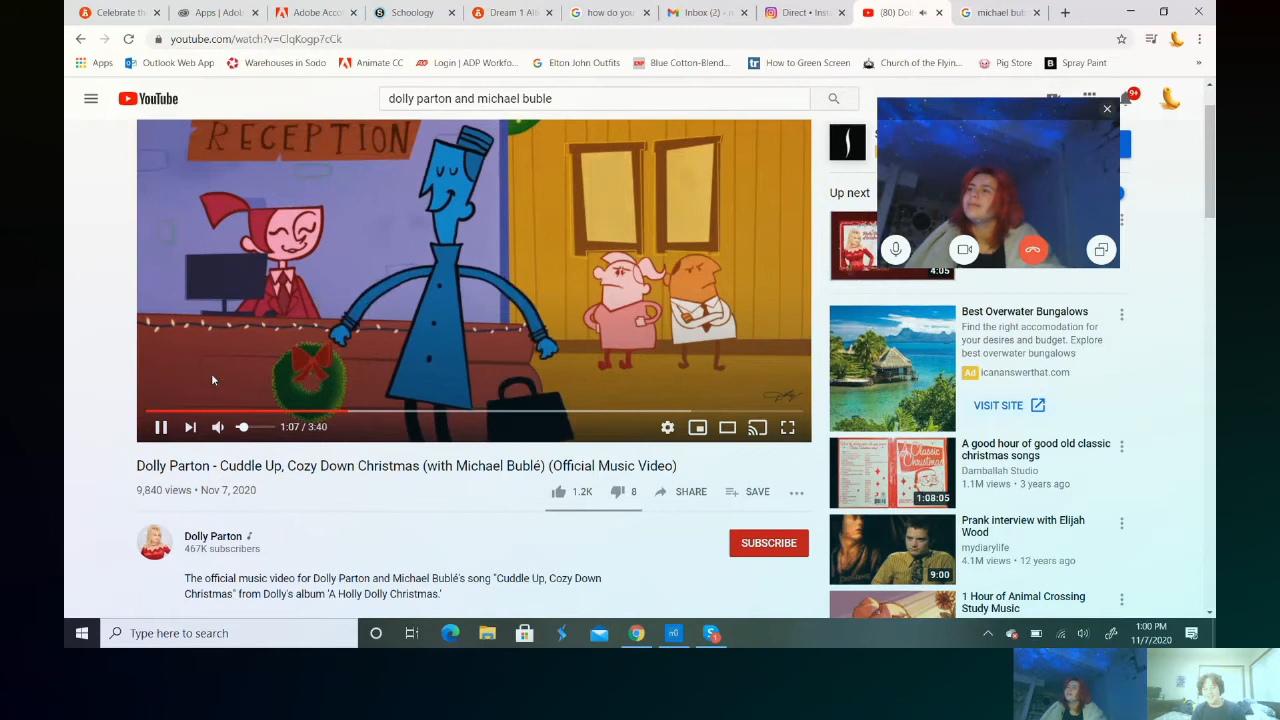 Celebrate th
Apps | Ado
Adobe Acco
Schoology
Dream 1 Al
how do you
Inbox (2) -
Direct • Inst
(80) Dol
michael bu
youtube.com/watch?v=ClqKogp7cCk
Apps
Outlook Web App
Warehouses in Sodo
Animate CC
Login | ADP Workfo...
Elton John Outfits
Blue Cotton-Blend...
How to Green Screen
Church of the Flyin...
Pig Store
Spray Paint
»
YouTube
dolly parton and michael buble
9+
RECEPTION
Up next
4:05
1:07 / 3:40
Best Overwater Bungalows
Find the right accomodation for
your desires and budget. Explore
best overwater bungalows
Ad icananswerthat.com
VISIT SITE
Dolly Parton - Cuddle Up, Cozy Down Christmas (with Michael Bublé) (Official Music Video)
9,840 views • Nov 7, 2020
1.2K
8
SHARE
SAVE
A good hour of good old classic
christmas songs
Damballah Studio
1.1M views • 3 years ago
1:08:05
Dolly Parton
467K subscribers
SUBSCRIBE
Prank interview with Elijah
Wood
mydiarylife
4.1M views • 12 years ago
9:00
The official music video for Dolly Parton and Michael Bublé's song "Cuddle Up, Cozy Down
Christmas" from Dolly's album 'A Holly Dolly Christmas.'
1 Hour of Animal Crossing
Study Music
Type here to search
1:00 PM
11/7/2020